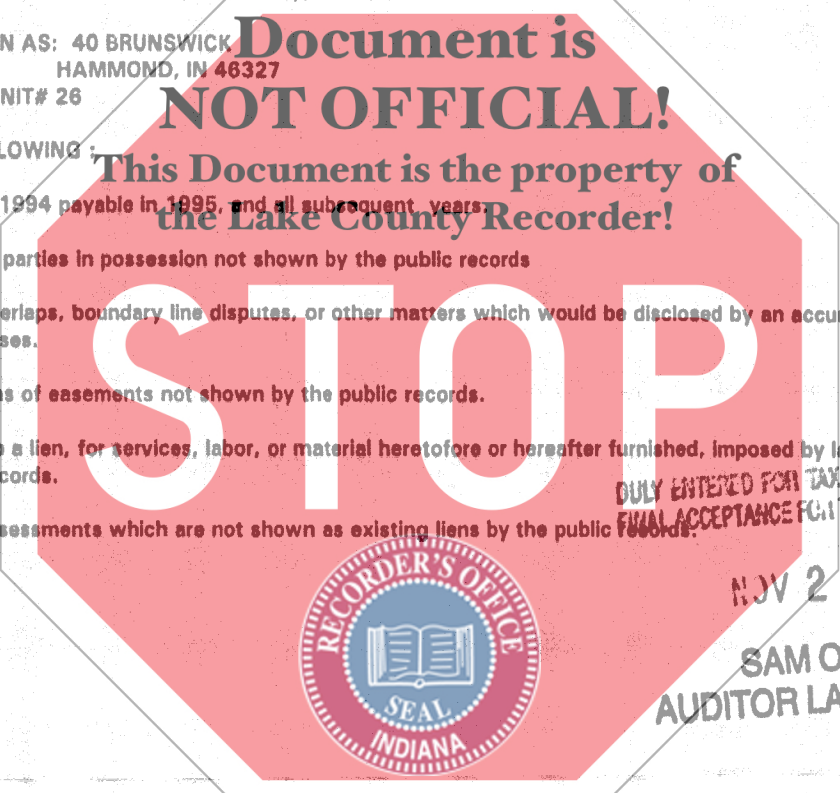 N AS: 40 BRUNSWICK
HAMMOND, IN 46327
NIT# 26
LOWING :
1994 payable in 1995, and all subsequent years.
parties in possession not shown by the public records
erlaps, boundary line disputes, or other matters which would be disclosed by an accu
ses.
s of easements not shown by the public records.
a lien, for services, labor, or material heretofore or hereafter furnished, imposed by l
cords.
sessments which are not shown as existing liens by the public records.
Document is
NOT OFFICIAL!
This Document is the property of
the Lake County Recorder!
STOP
DULY ENTERED FOR TAX
FINAL ACCEPTANCE FOR
NOV 2
SAM O
AUDITOR LA
RECORDER'S OFFICE
SEAL
INDIANA